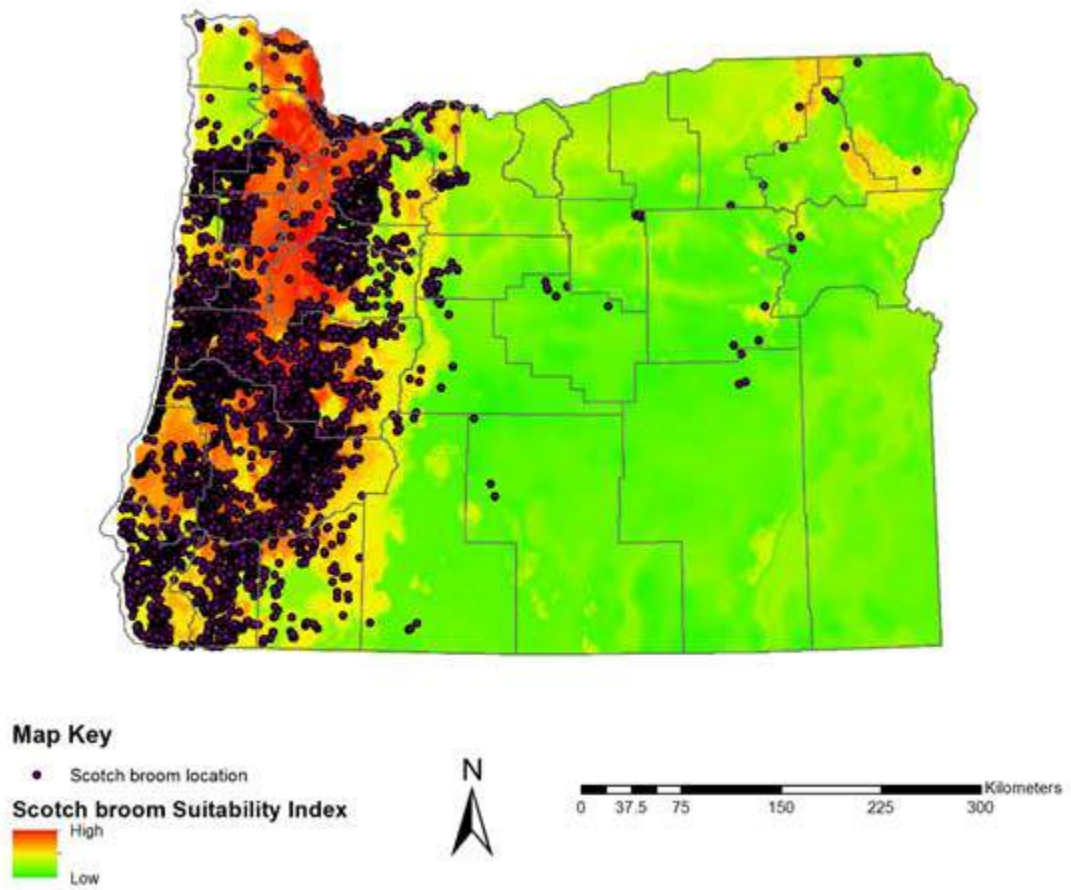 Map Key
Scotch broom location
Scotch broom Suitability Index
High
Low
N
Kilometers
0 37.5 75 150 225 300